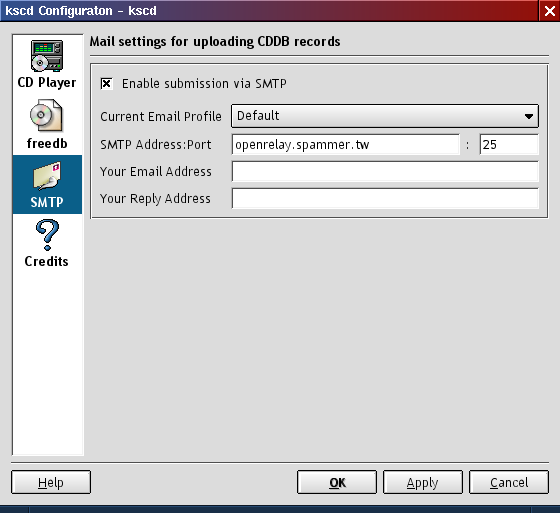 kscd Configuraton - kscd
CD Player
freedb
SMTP
Credits
Mail settings for uploading CDDB records
Enable submission via SMTP
Current Email Profile Default
SMTP Address:Port openrelay.spammer.tw : 25
Your Email Address
Your Reply Address
Help OK Apply Cancel